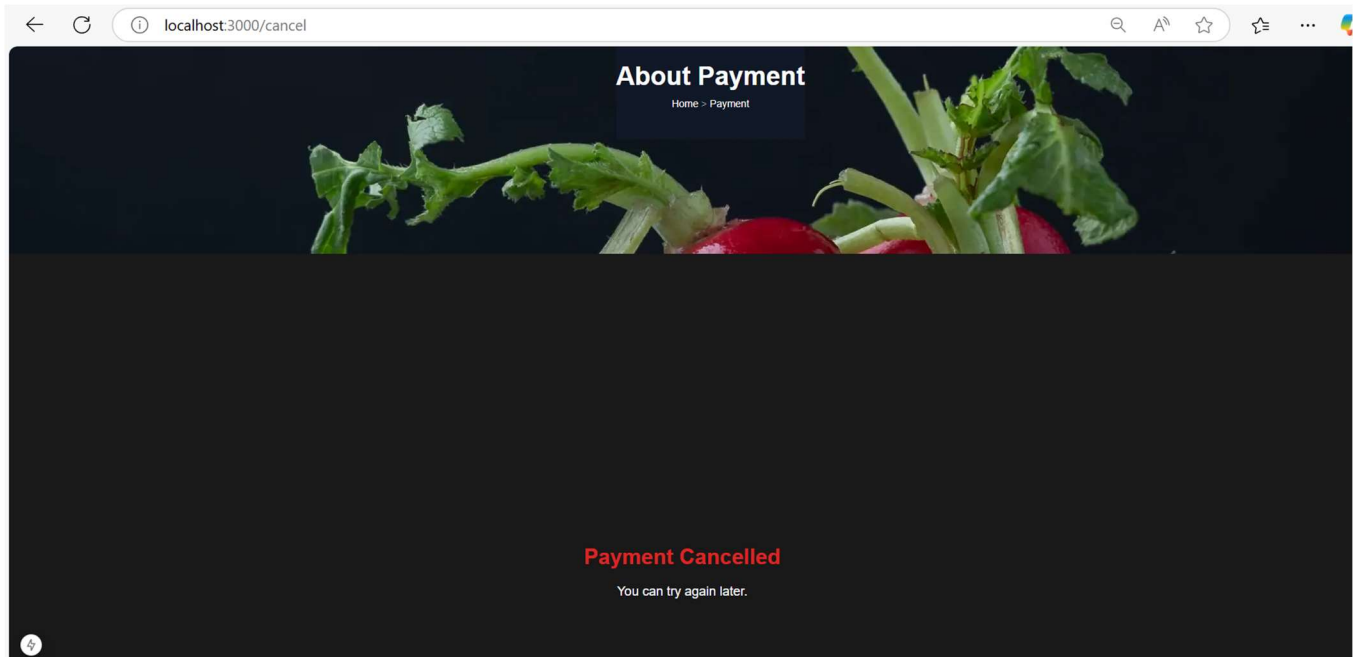 localhost:3000/cancel
About Payment
Home > Payment
Payment Cancelled
You can try again later.